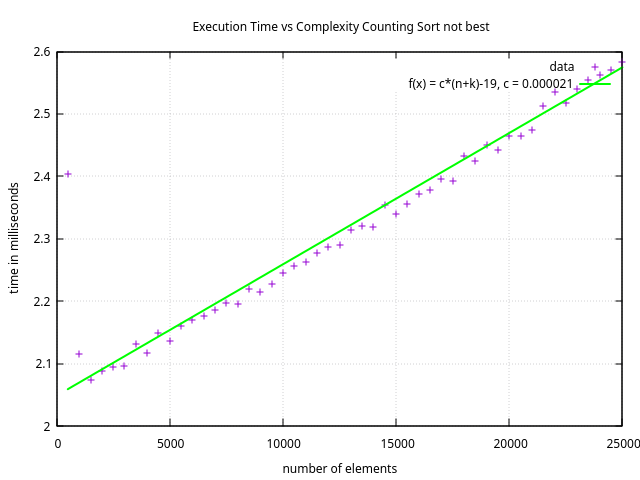 Execution Time vs Complexity Counting Sort not best
2.6
2.5
2.4
2.3
2.2
2.1
2
time in milliseconds
data
f(x) = c*(n+k)-19, c = 0.000021
0 5000 10000 15000 20000 25000
number of elements